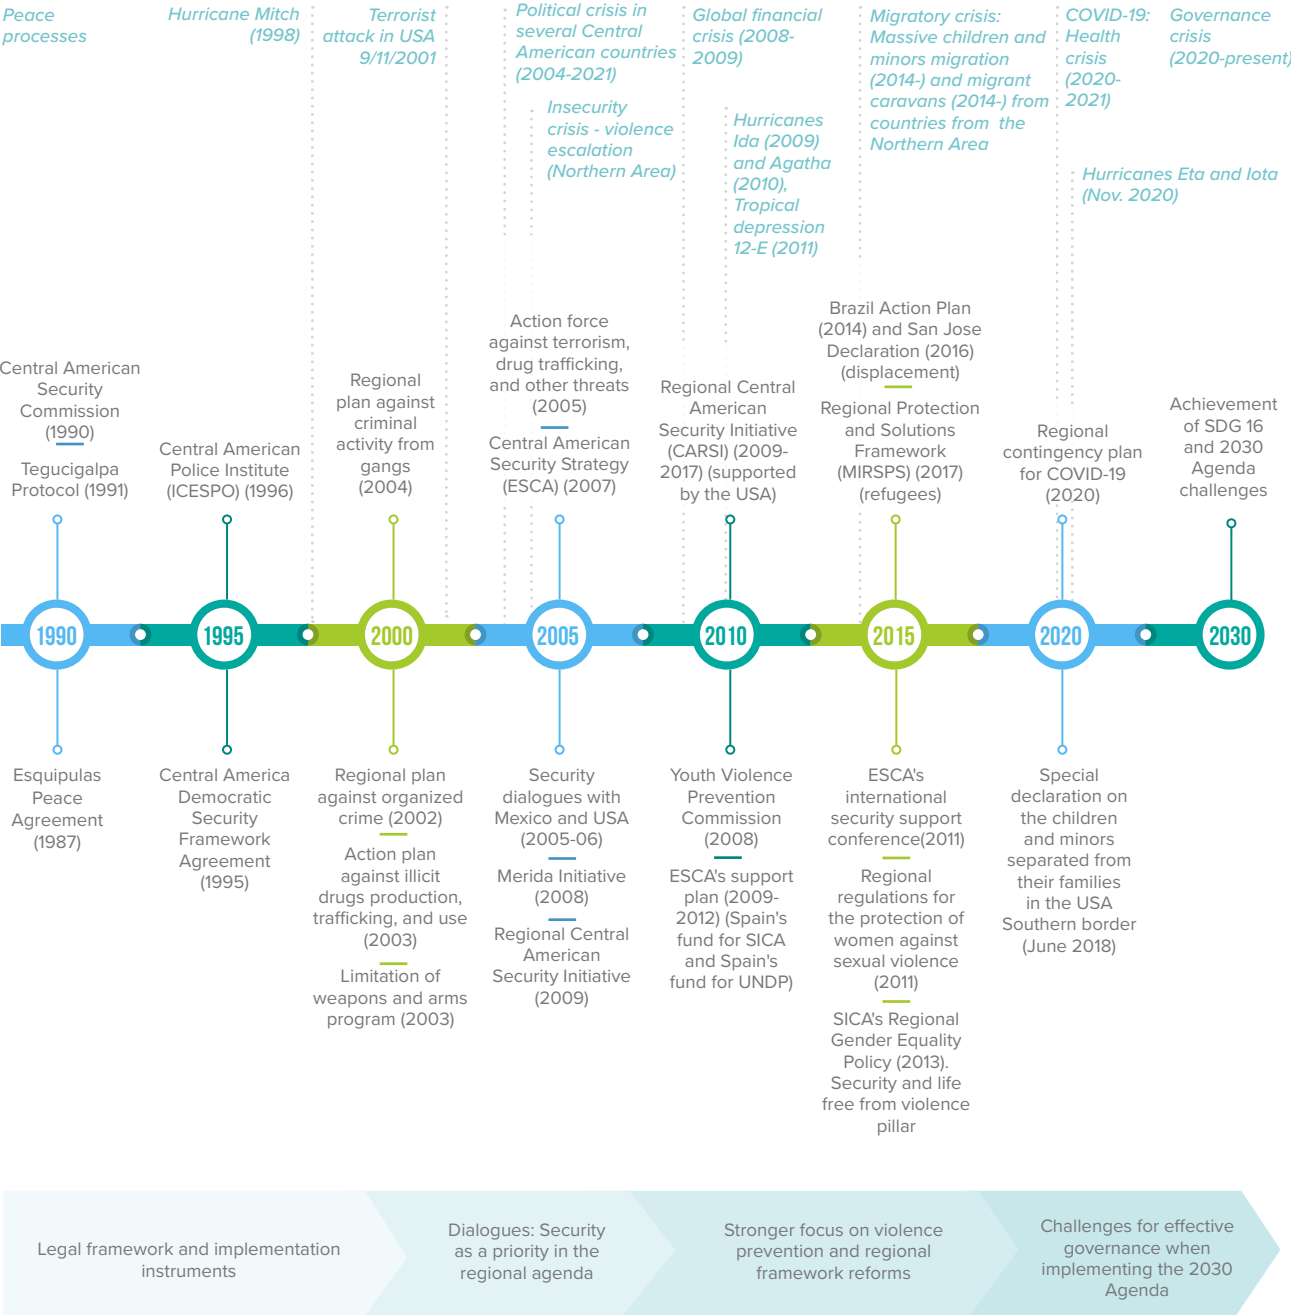 Peace
processes
Hurricane Mitch
(1998)
Terrorist
attack in USA
9/11/2001
Political crisis in
several Central
American countries
(2004-2021)
Insecurity
crisis - violence
escalation
(Northern Area)
Global financial
crisis (2008-
2009)
Hurricanes
Ida (2009)
and Agatha
(2010),
Tropical
depression
12-E (2011)
Migratory crisis:
Massive children and
minors migration
(2014-) and migrant
caravans (2014-) from
countries from the
Northern Area
COVID-19:
Health
crisis
(2020-
2021)
Governance
crisis
(2020-present)
Hurricanes Eta and Iota
(Nov. 2020)
Central American
Security
Commission
(1990)
Tegucigalpa
Protocol (1991)
Central American
Police Institute
(ICESPO) (1996)
Regional
plan against
criminal
activity from
gangs
(2004)
Action force
against terrorism,
drug trafficking,
and other threats
(2005)
Central American
Security Strategy
(ESCA) (2007)
Regional Central
American
Security Initiative
(CARSI) (2009-
2017) (supported
by the USA)
Brazil Action Plan
(2014) and San Jose
Declaration (2016)
(displacement)
Regional Protection
and Solutions
Framework
(MIRSPS) (2017)
(refugees)
Regional
contingency plan
for COVID-19
(2020)
Achievement
of SDG 16
and 2030
Agenda
challenges
1990
1995
2000
2005
2010
2015
2020
2030
Esquipulas
Peace
Agreement
(1987)
Central America
Democratic
Security
Framework
Agreement
(1995)
Regional plan
against organized
crime (2002)
Action plan
against illicit
drugs production,
trafficking, and use
(2003)
Limitation of
weapons and arms
program (2003)
Security
dialogues with
Mexico and USA
(2005-06)
Merida Initiative
(2008)
Regional Central
American
Security Initiative
(2009)
Youth Violence
Prevention
Commission
(2008)
ESCA's support
plan (2009-
2012) (Spain's
fund for SICA
and Spain's
fund for UNDP)
ESCA's
international
security support
conference(2011)
Regional
regulations for
the protection of
women against
sexual violence
(2011)
SICA's Regional
Gender Equality
Policy (2013).
Security and life
free from violence
pillar
Special
declaration on
the children
and minors
separated from
their families
in the USA
Southern border
(June 2018)
Legal framework and implementation
instruments
Dialogues: Security
as a priority in the
regional agenda
Stronger focus on violence
prevention and regional
framework reforms
Challenges for effective
governance when
implementing the 2030
Agenda